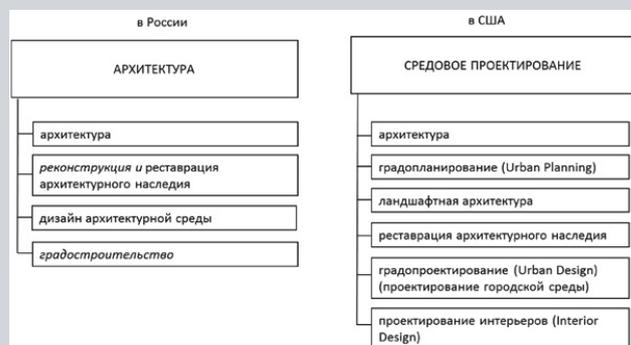 в России
АРХИТЕКТУРА
архитектура
реконструкция и реставрация
архитектурного наследия
дизайн архитектурной среды
градостроительство
в США
СРЕДОВОЕ ПРОЕКТИРОВАНИЕ
архитектура
градопланирование (Urban Planning)
ландшафтная архитектура
реставрация архитектурного наследия
градопроектирование (Urban Design)
(проектирование городской среды)
проектирование интерьеров (Interior
Design)